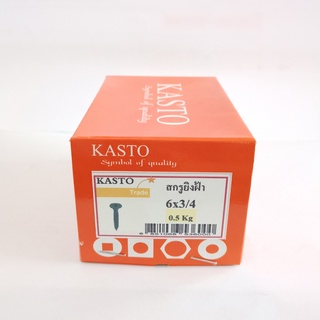 KASTO
Symbol of quality
KASTO
Symbol of quality
KASTO
Trade
สกรูยิงฝ้า
6x3/4
0.5 Kg